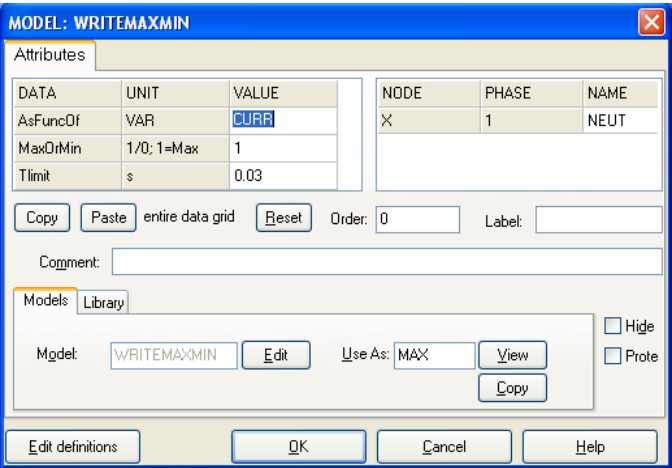 MODEL: WRITEMAXMIN
Attributes
DATA UNIT VALUE NODE PHASE NAME
AsFuncOf VAR CURR X 1 NEUT
MaxOrMin 1/0; 1=Max 1
Tlimit s 0.03
Copy Paste entire data grid Reset Order: 0 Label:
Comment:
Models Library
Hide
Model: WRITEMAXMIN Edit Use As: MAX View Prote
Copy
Edit definitions OK Cancel Help